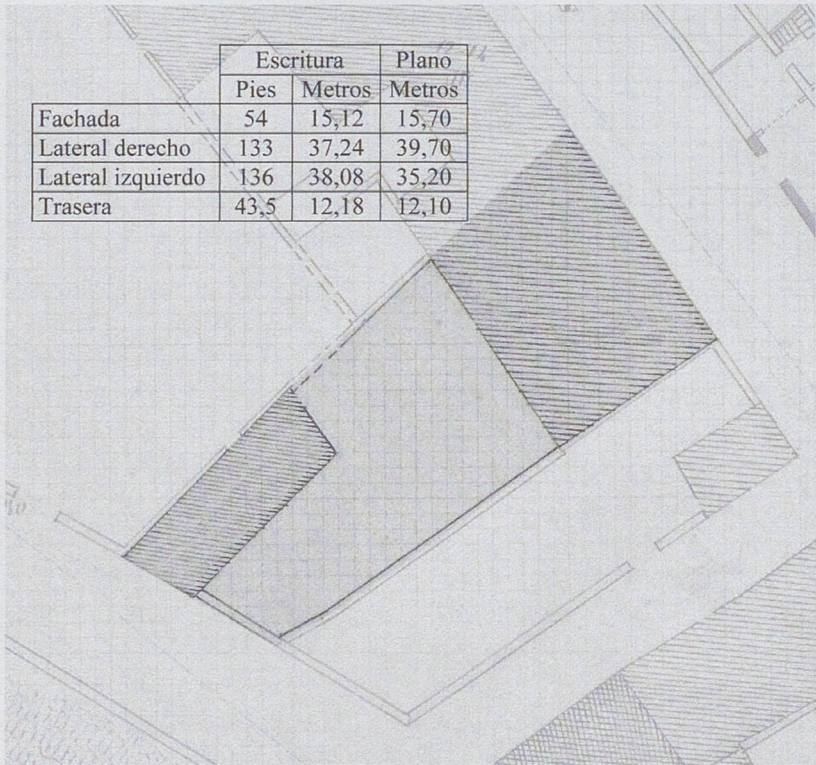 Escritura Plano
Pies Metros Metros
Fachada 54 15,12 15,70
Lateral derecho 133 37,24 39,70
Lateral izquierdo 136 38,08 35,20
Trasera 43,5 12,18 12,10